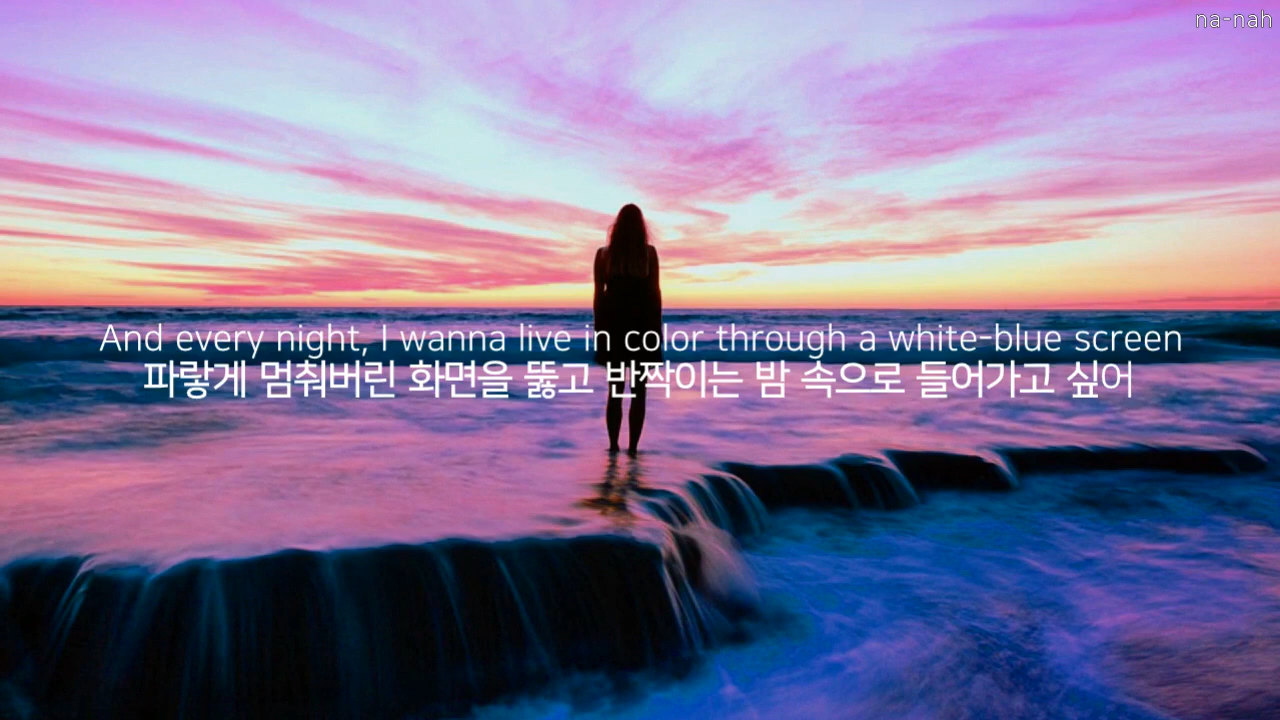 na-nah
And every night, I wanna live in color through a white-blue screen
파랗게 멈춰버린 화면을 뚫고 반짝이는 밤 속으로 들어가고 싶어